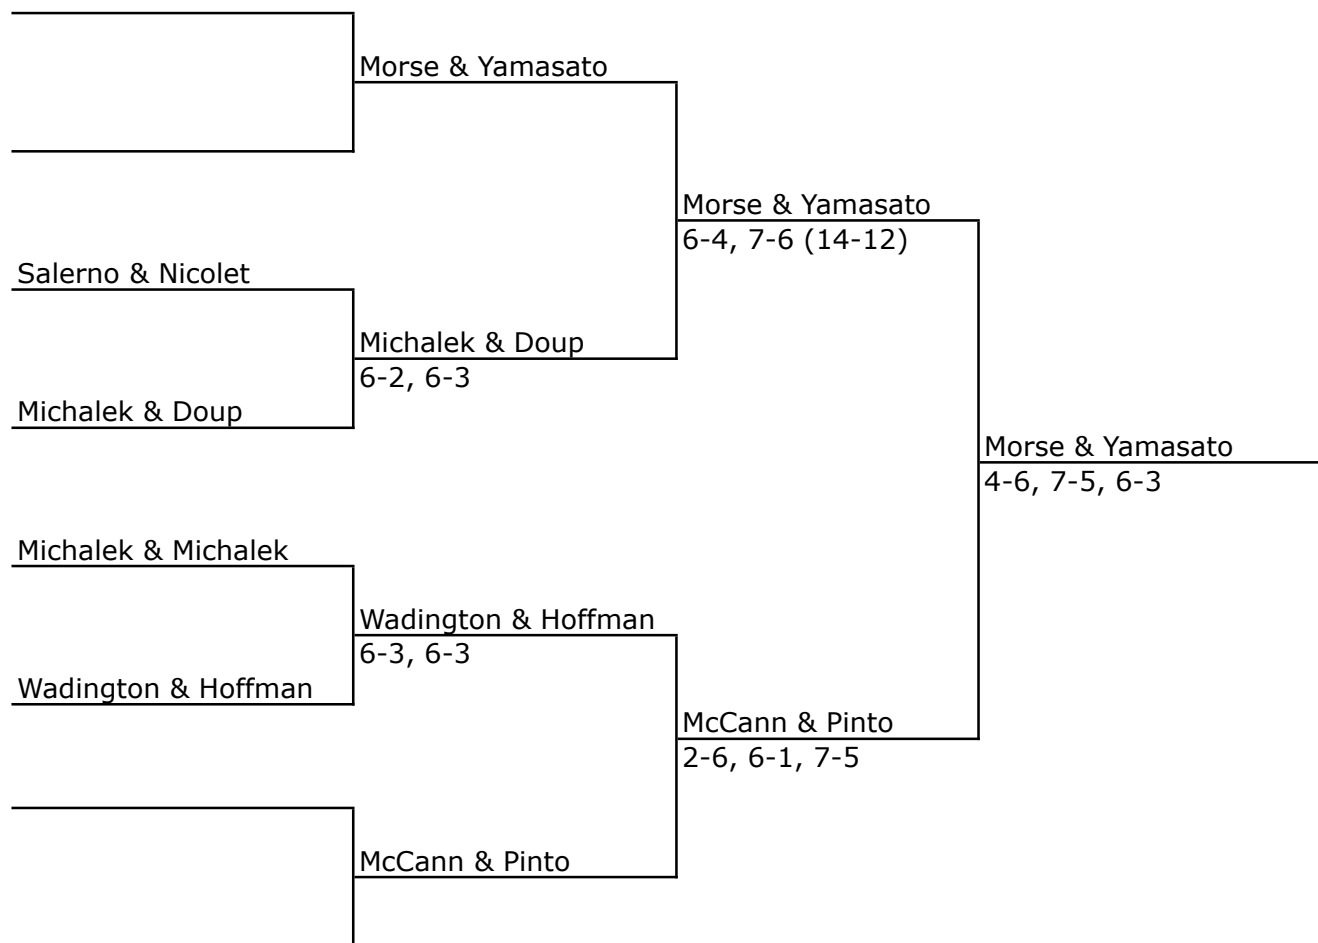 Morse & Yamasato
Morse & Yamasato
6-4, 7-6 (14-12)
Salerno & Nicolet
Michalek & Doup
6-2, 6-3
Michalek & Doup
Morse & Yamasato
4-6, 7-5, 6-3
Michalek & Michalek
Wadington & Hoffman
6-3, 6-3
Wadington & Hoffman
McCann & Pinto
2-6, 6-1, 7-5
McCann & Pinto